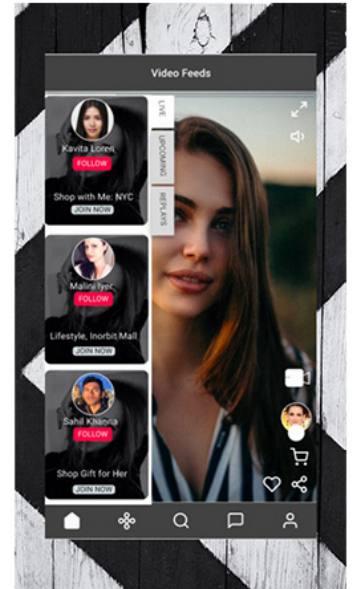 Video Feeds
Kavita Loren
FOLLOW
Shop with Me: NYC
JOIN NOW
LIVE
UPCOMING
REPLAYS
Malini Iyer
FOLLOW
Lifestyle, Inorbit Mall
JOIN NOW
Sahil Khanna
FOLLOW
Shop Gift for Her
JOIN NOW